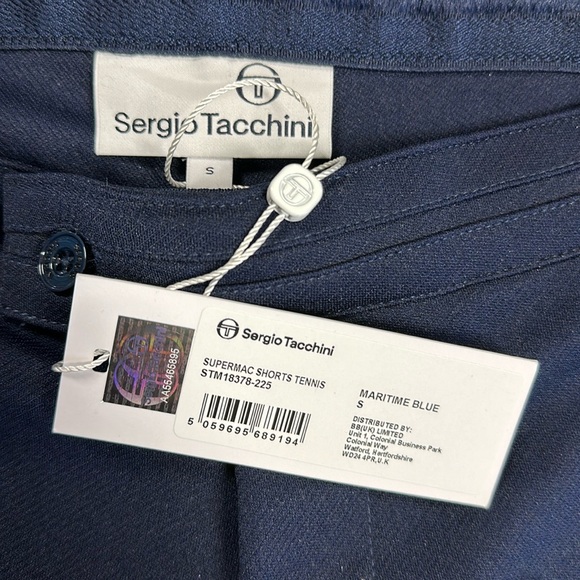 Sergio Tacchini
S
Sergio Tacchini
SUPERMAC SHORTS TENNIS
STM18378-225
MARITIME BLUE
S
5 059695 689194
DISTRIBUTED BY:
BB(UK) LIMITED
Unit 1, Colonial Business Park
Colonial Way
Watford, Hertfordshire
WD24 4PR,U.K
AA55465895